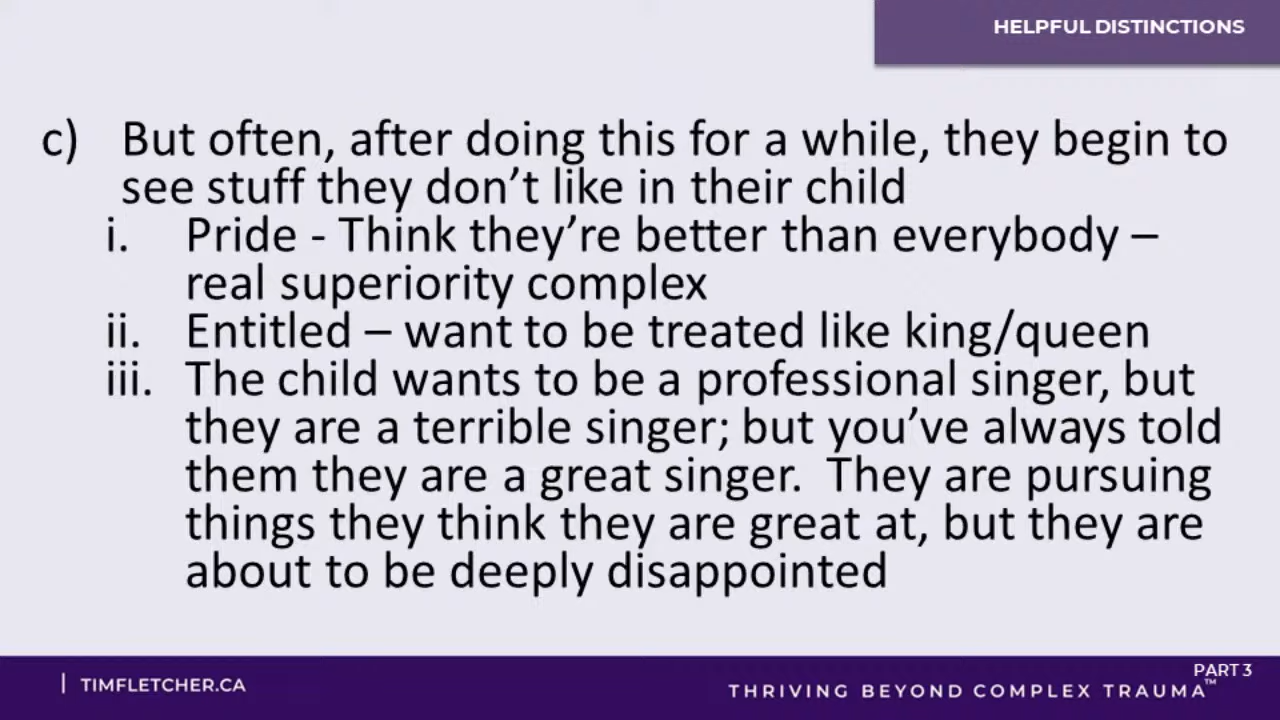 HELPFUL DISTINCTIONS
c) But often, after doing this for a while, they begin to
see stuff they don’t like in their child
i. Pride - Think they’re better than everybody –
real superiority complex
ii. Entitled – want to be treated like king/queen
iii. The child wants to be a professional singer, but
they are a terrible singer; but you’ve always told
them they are a great singer.  They are pursuing
things they think they are great at, but they are
about to be deeply disappointed
| TIMFLETCHER.CA
PART 3
THRIVING BEYOND COMPLEX TRAUMA™